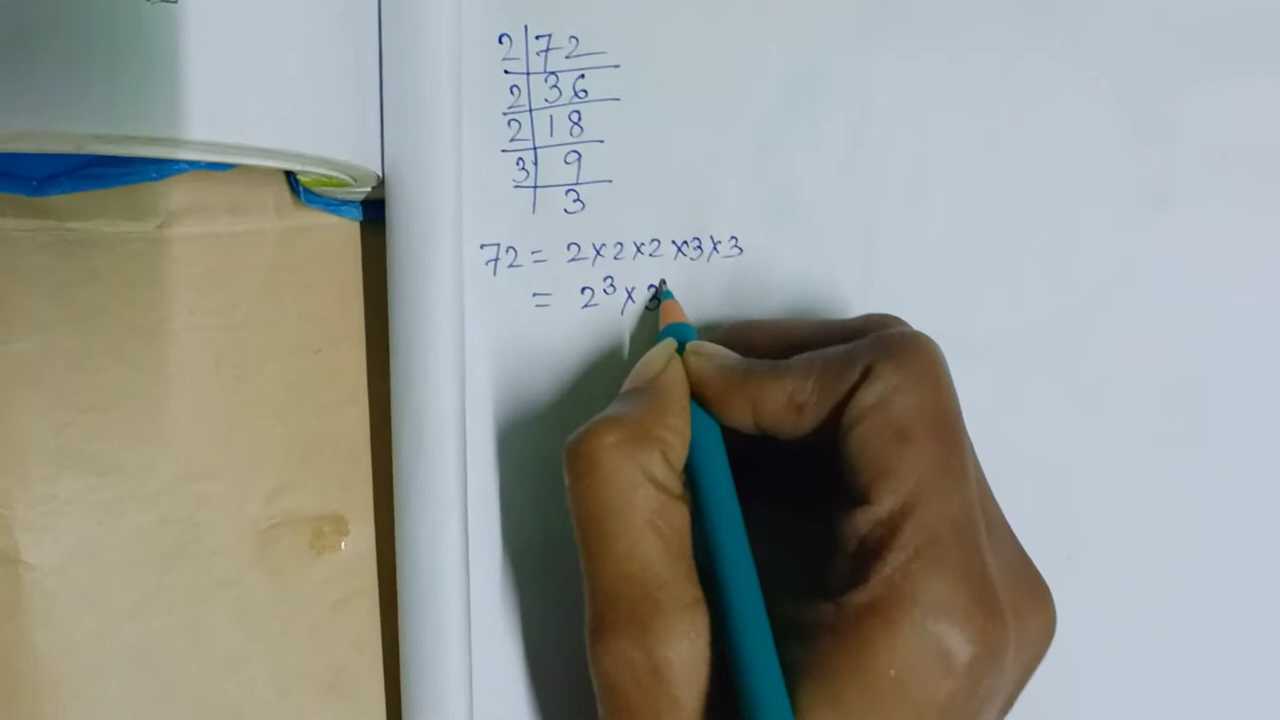 2 | 72
2 | 36
2 | 18
3 | 9
3
72 = 2×2×2×3×3
= 2³×3